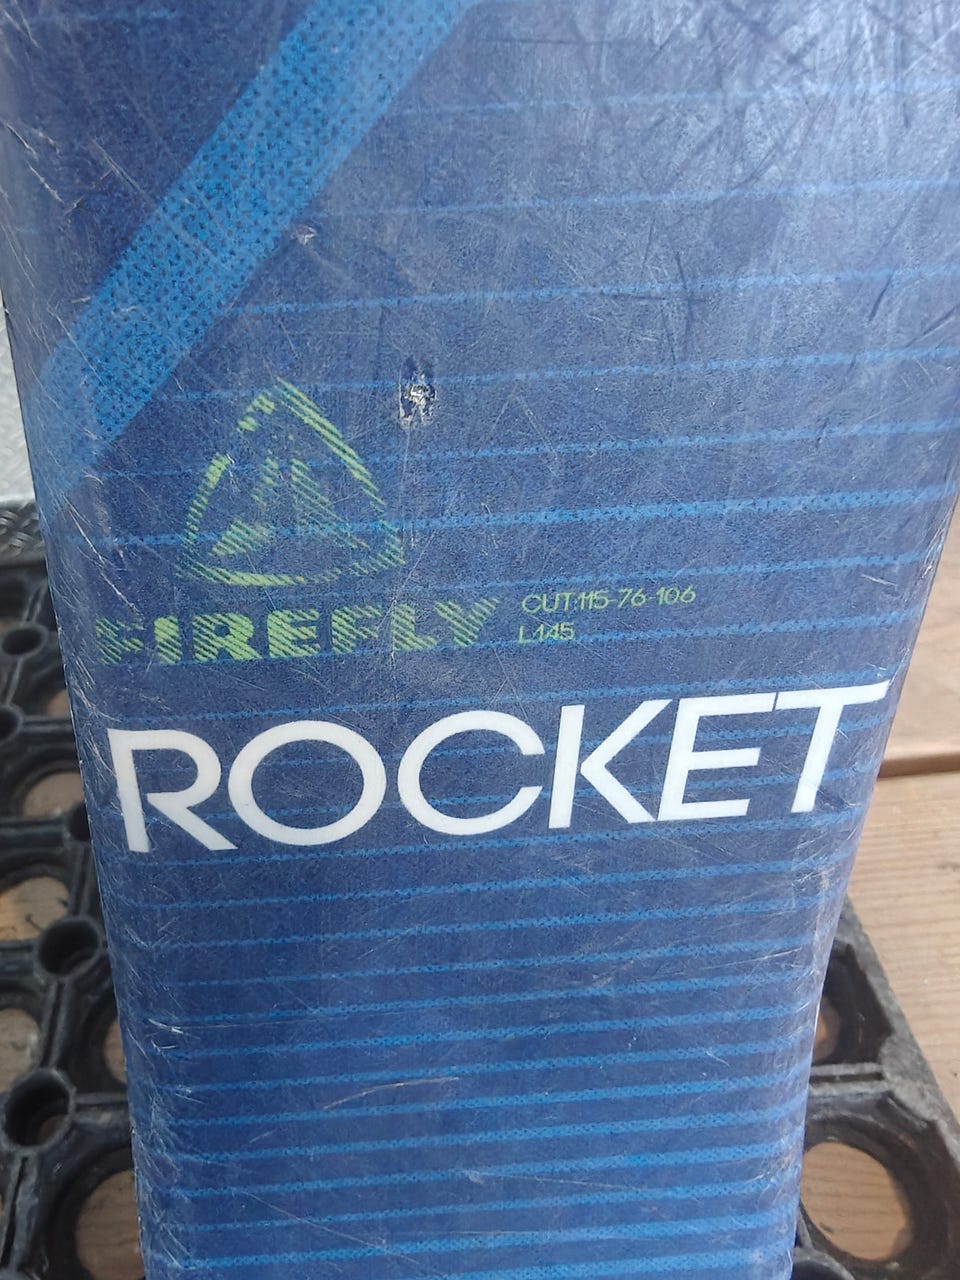 FIREFLY CUT:115-76-106
L145
ROCKET